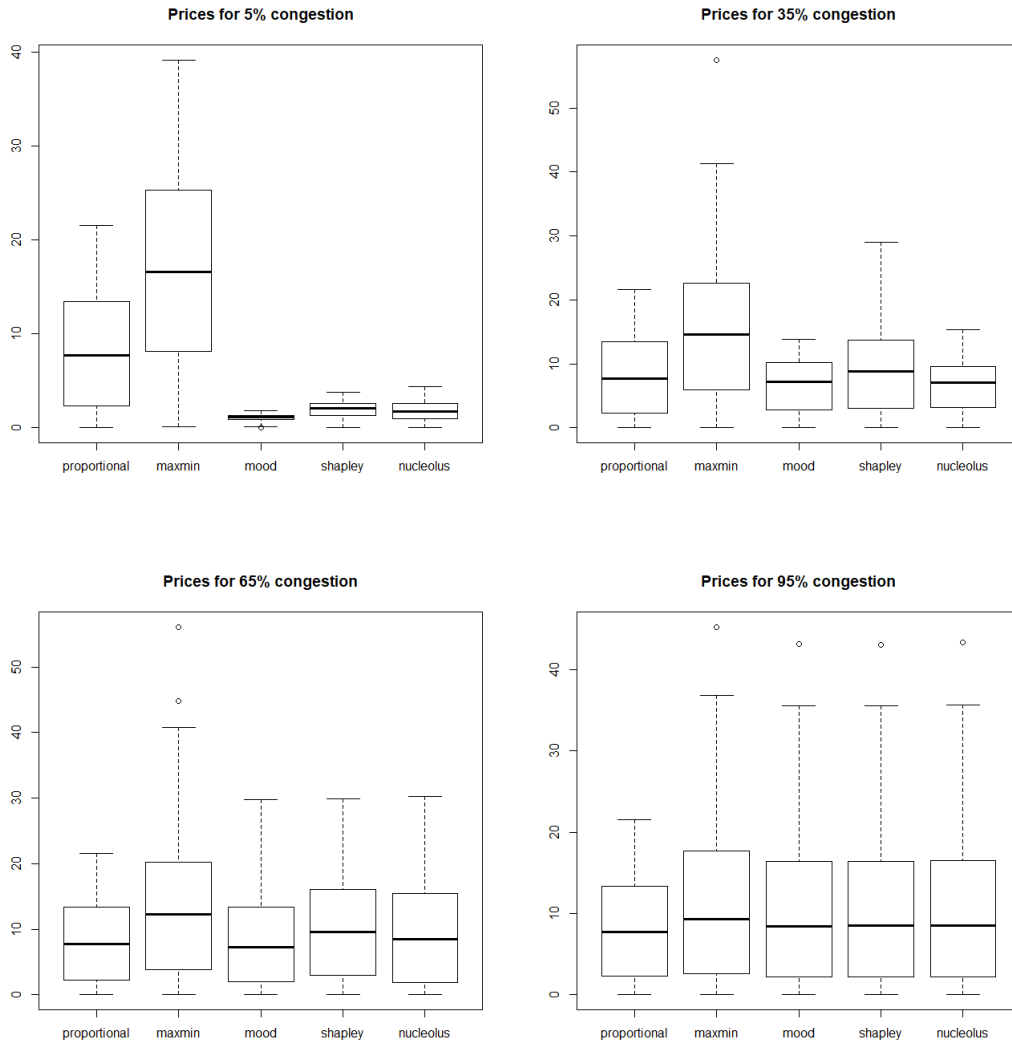 Prices for 5% congestion
40
30
20
10
0
proportional maxmin mood shapley nucleolus
Prices for 35% congestion
50
40
30
20
10
0
proportional maxmin mood shapley nucleolus
Prices for 65% congestion
50
40
30
20
10
0
proportional maxmin mood shapley nucleolus
Prices for 95% congestion
40
30
20
10
0
proportional maxmin mood shapley nucleolus